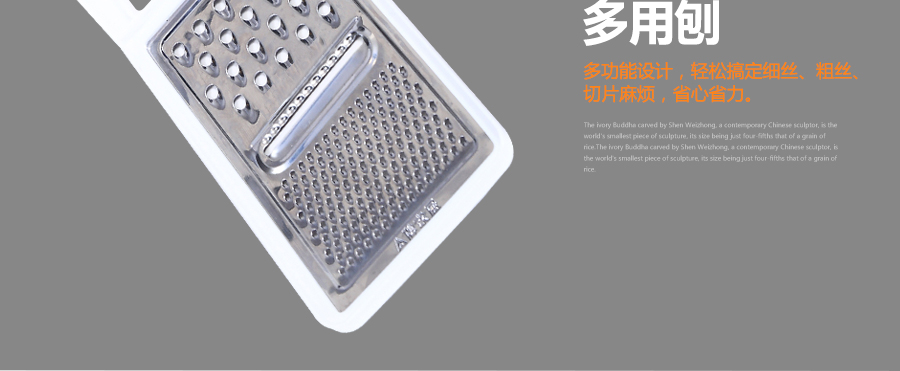 多用刨
多功能设计，轻松搞定细丝、粗丝、
切片麻烦，省心省力。
The Ivory Buddha carved by Shen Weizhong, a contemporary Chinese sculptor, is the
world's smallest piece of sculpture, its size being just four-fifths that of a grain of
rice.The Ivory Buddha carved by Shen Weizhong, a contemporary Chinese sculptor, is
the world's smallest piece of sculpture, its size being just four-fifths that of a grain of
rice.